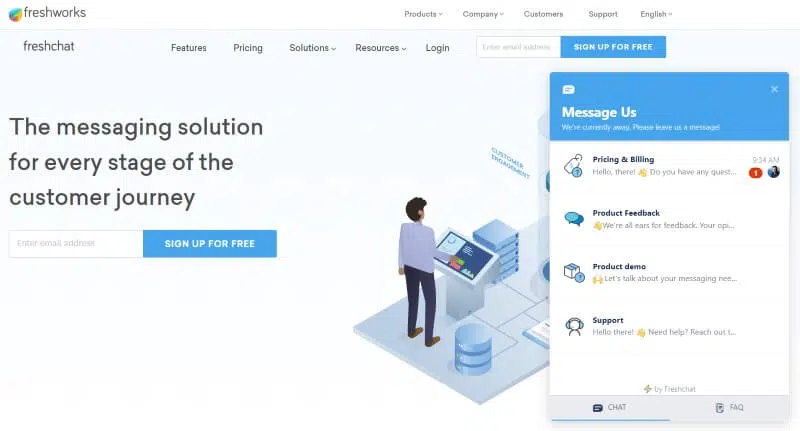 freshworks
Products
Company
Customers
Support
English
freshchat
Features
Pricing
Solutions
Resources
Login
Enter email address
SIGN UP FOR FREE
The messaging solution
for every stage of the
customer journey
Enter email address
SIGN UP FOR FREE
CUSTOMER
ENGAGEMENT
Message Us
We're currently away. Please leave us a message!
Pricing & Billing
9:34 AM
Hello, there! 👋 Do you have any quest...
1
Product Feedback
👋We're all ears for feedback. Your opi...
Product demo
🙌 Let's talk about your messaging nee...
Support
Hello there! 👋 Need help? Reach out t...
⚡ by Freshchat
CHAT
FAQ